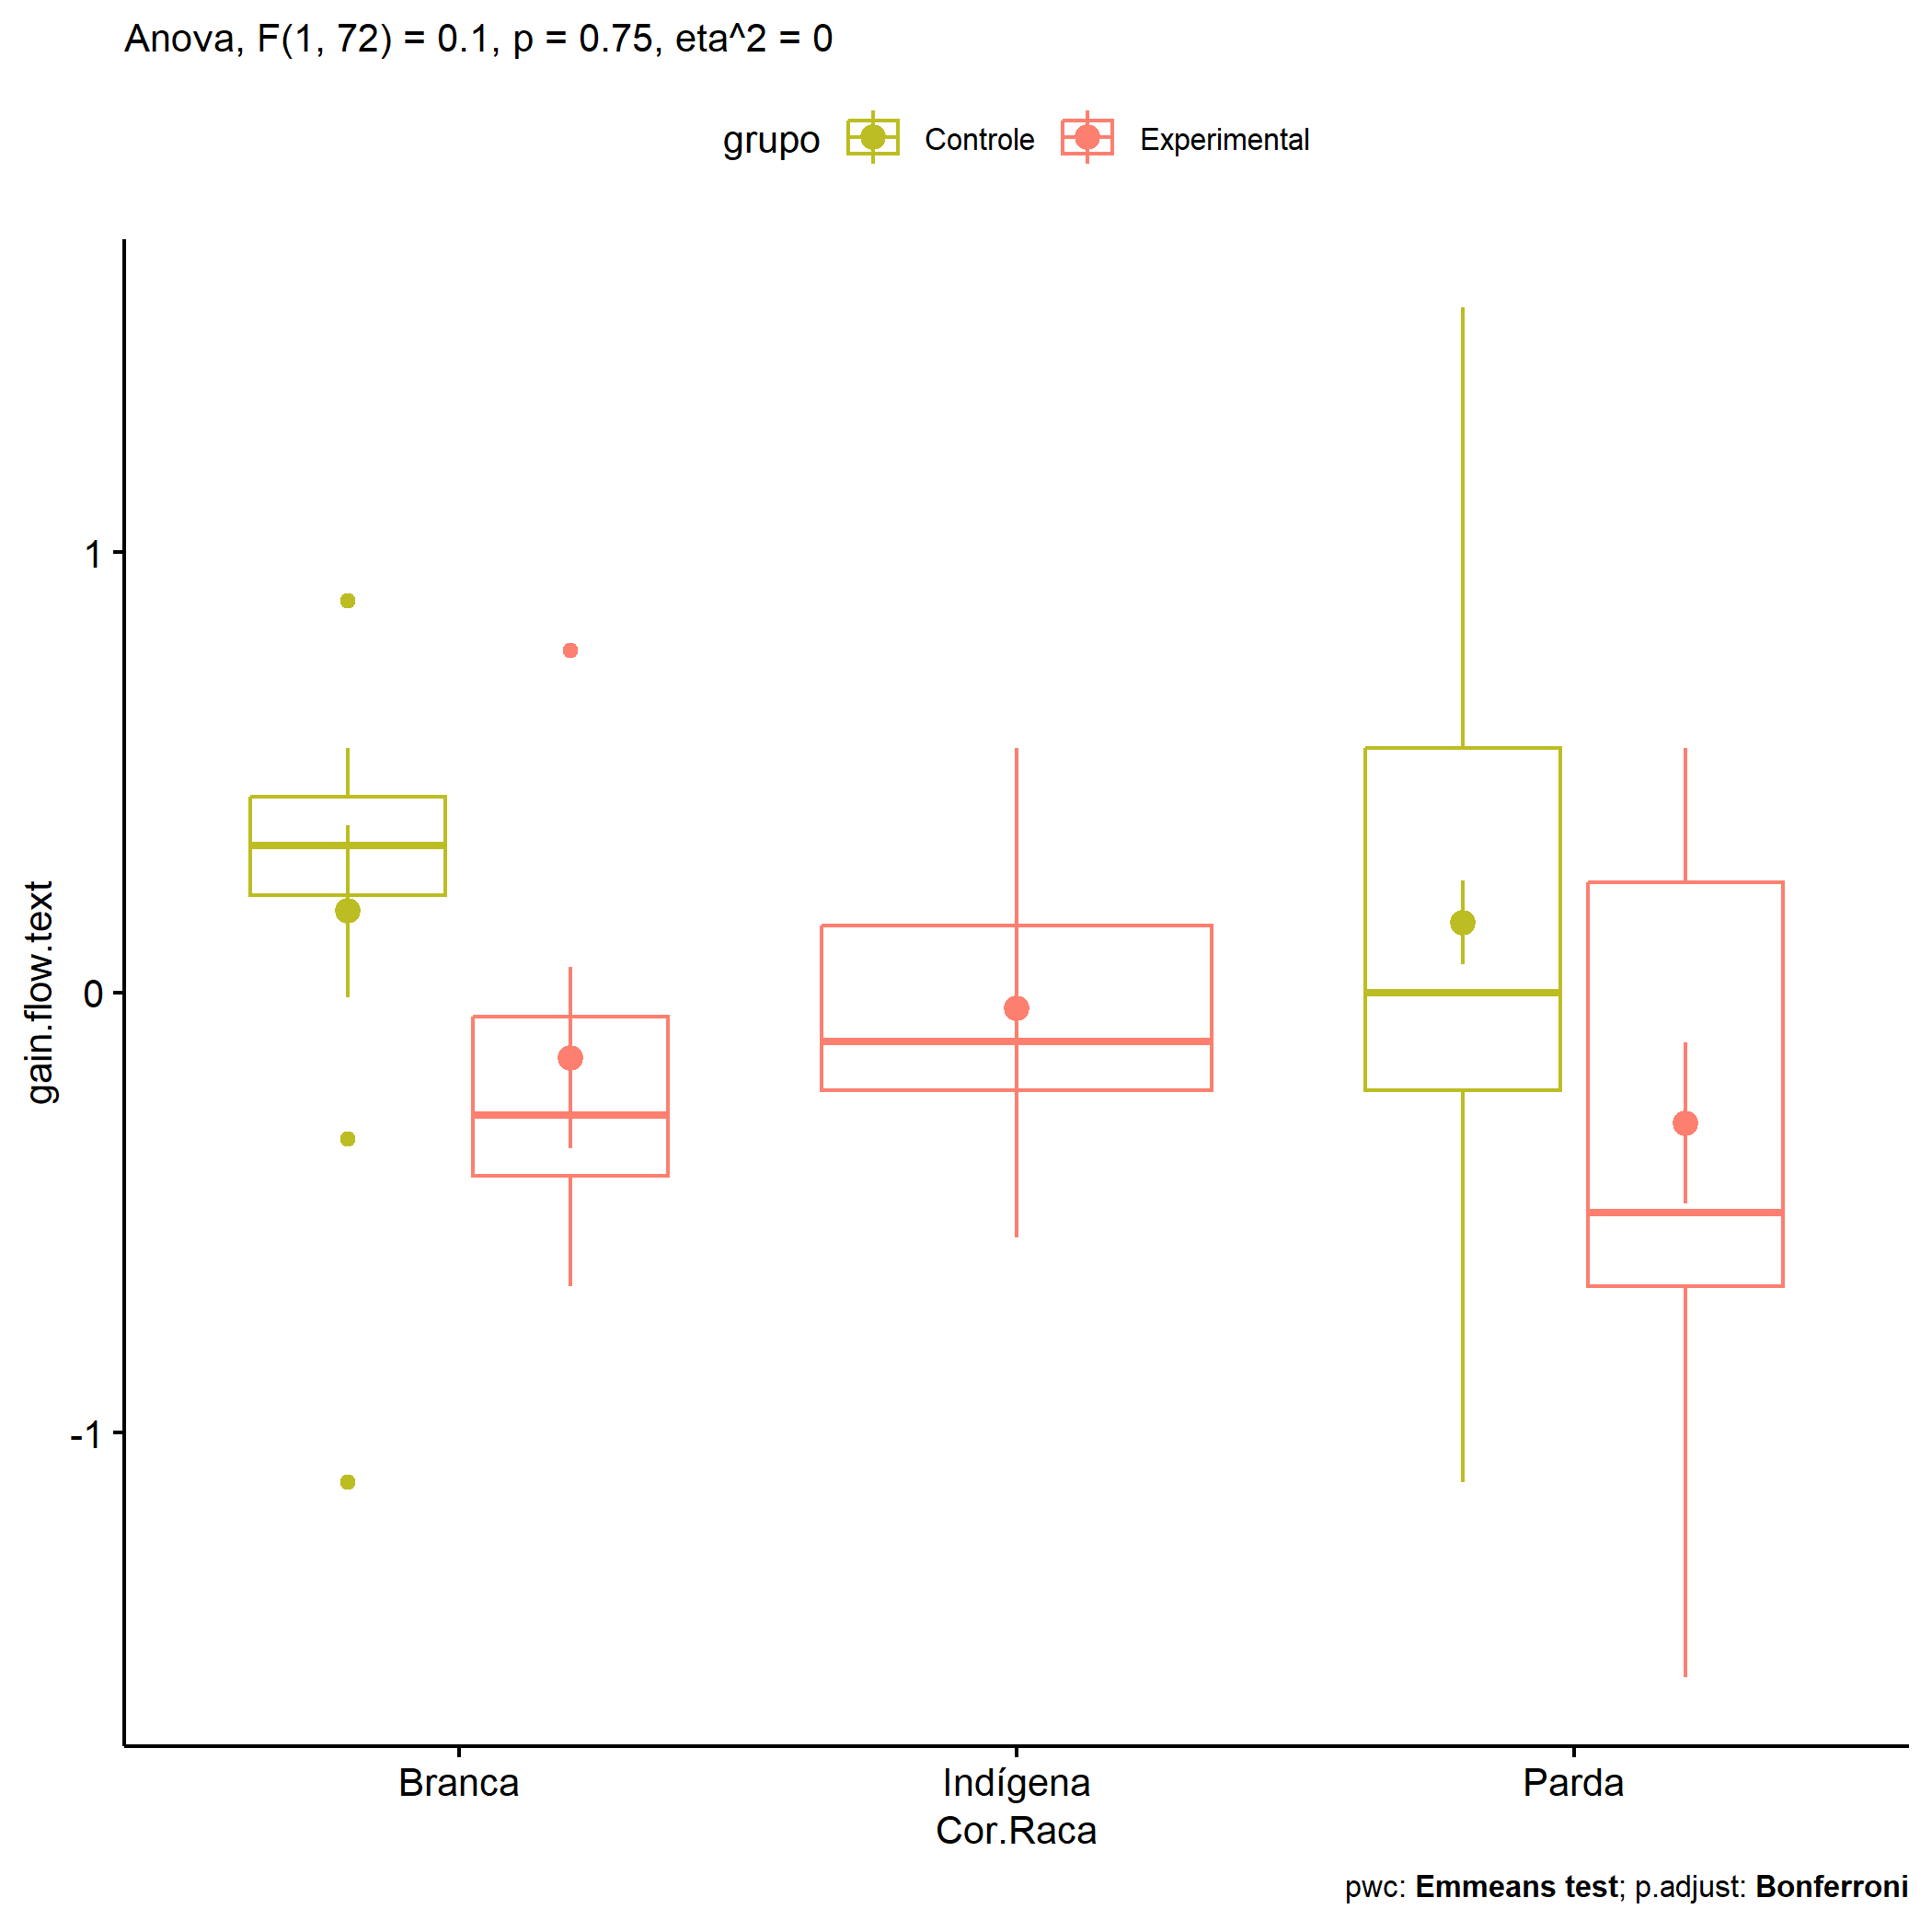 Anova, F(1, 72) = 0.1, p = 0.75, eta^2 = 0
grupo Controle Experimental
gain.flow.text
1
0
-1
Branca Indígena Parda
Cor.Raca
pwc: Emmeans test; p.adjust: Bonferroni